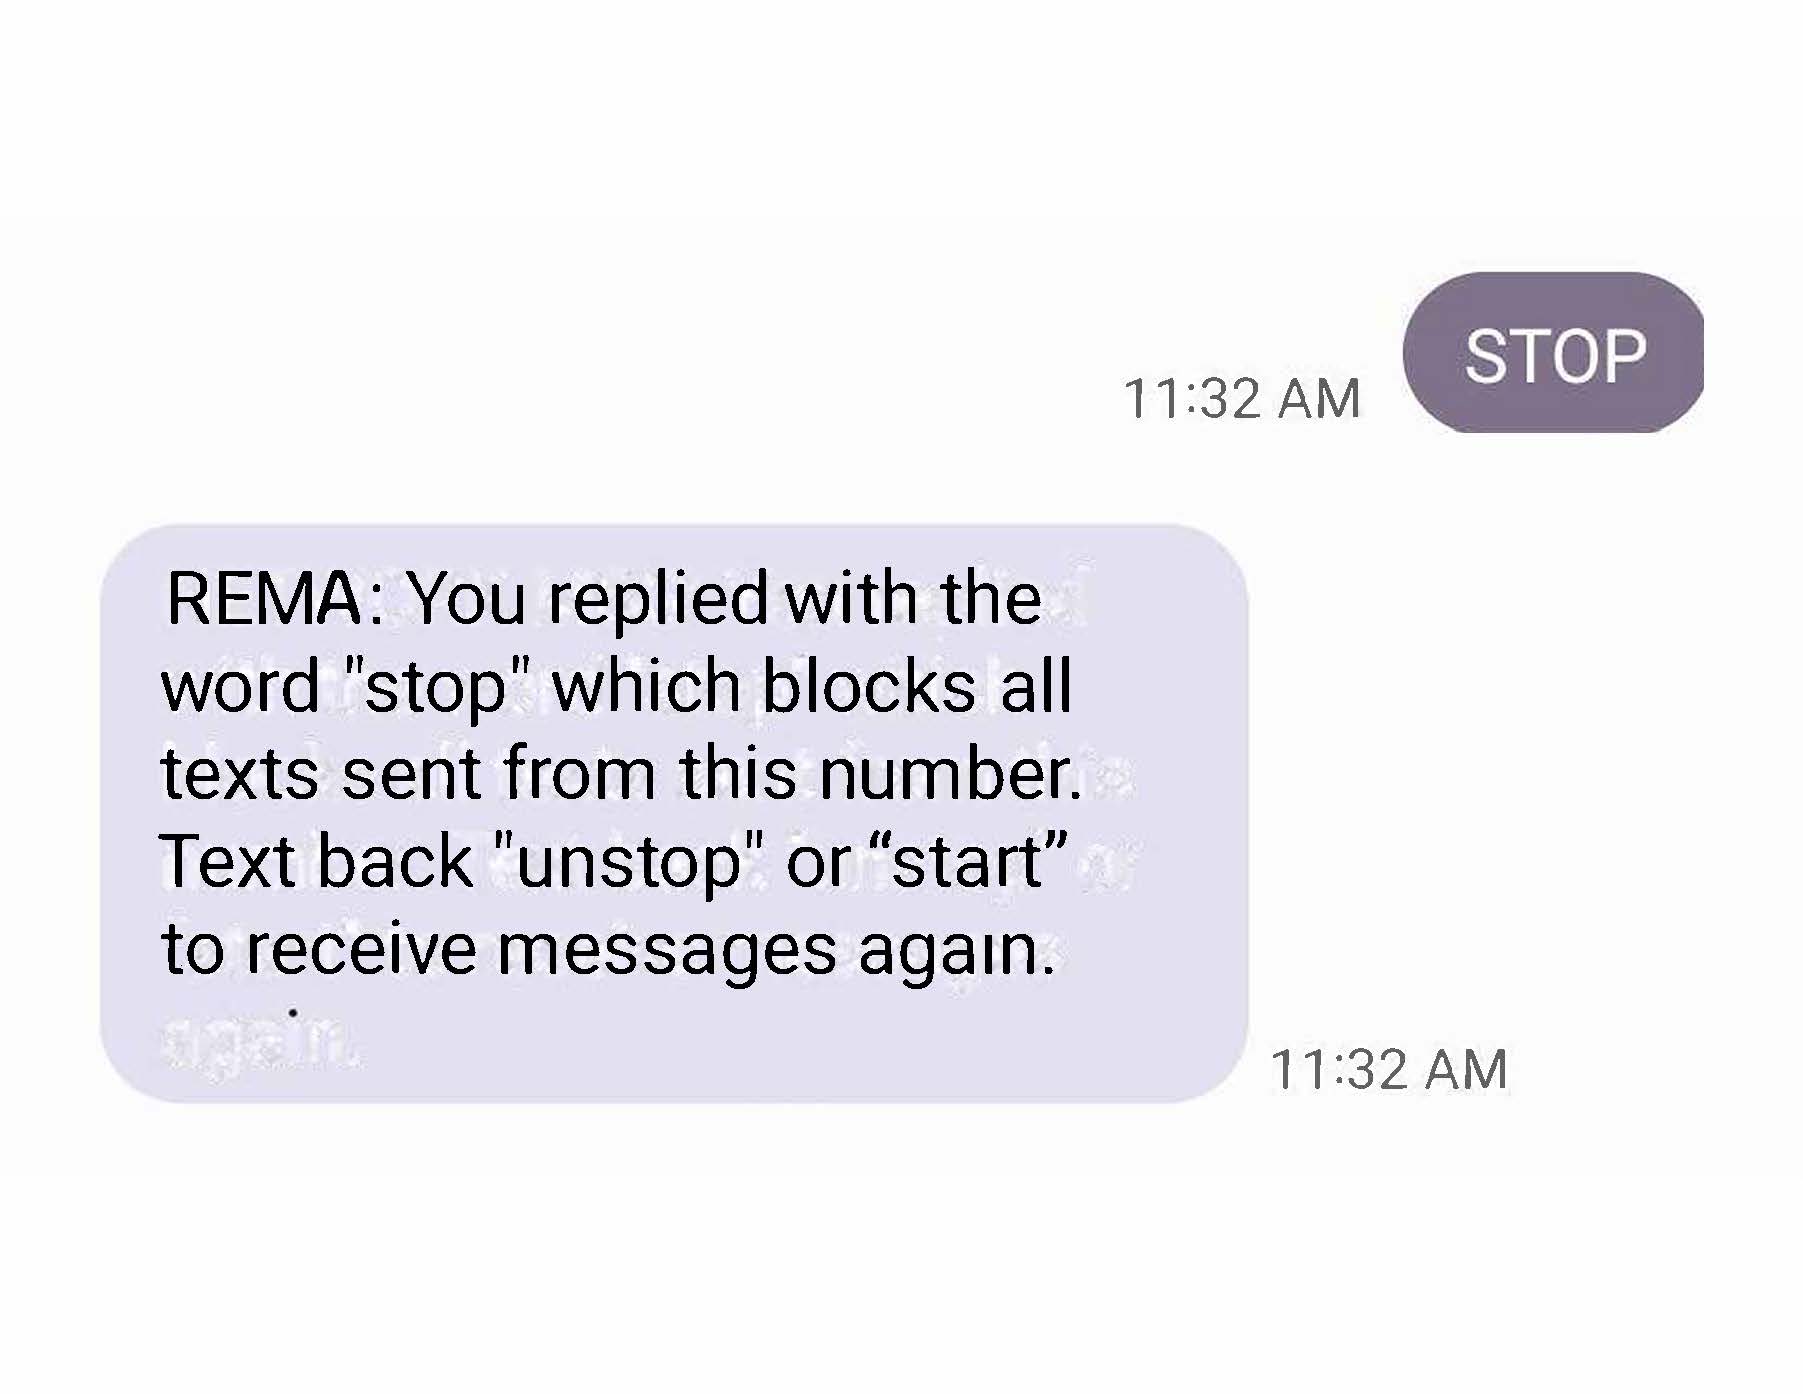 STOP
11:32 AM
REMA: You replied with the
word "stop" which blocks all
texts sent from this number.
Text back "unstop" or “start”
to receive messages again.
again.
11:32 AM